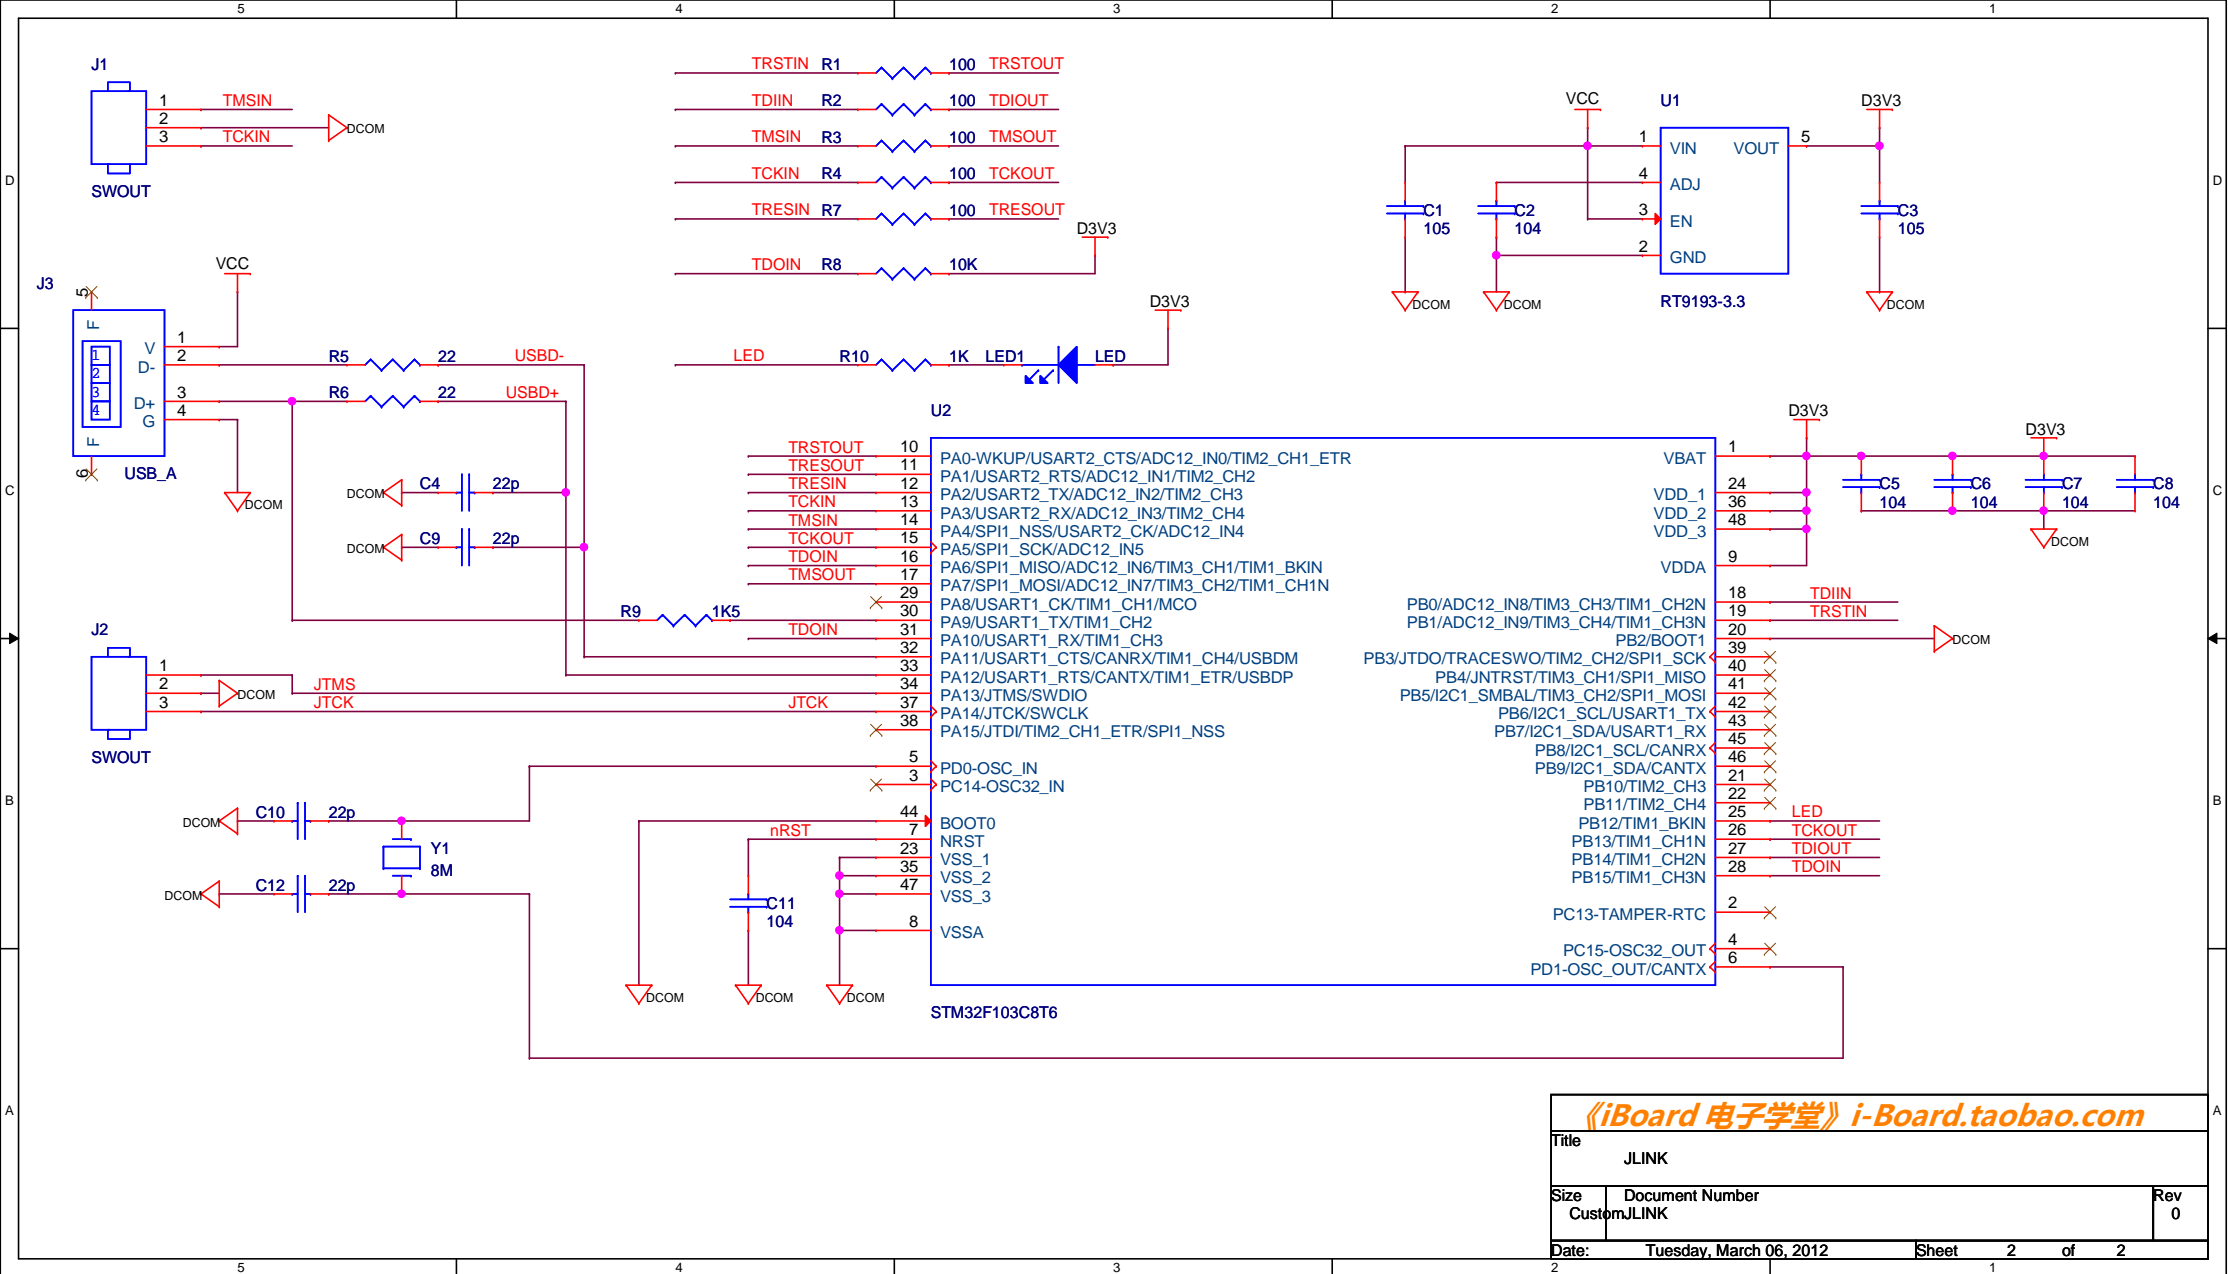 5 4 3 2 1
D
C
B
A
D
C
B
A
J1
1 TMSIN
2 DCOM
3 TCKIN
SWOUT
TRSTIN R1 100 TRSTOUT
TDIIN R2 100 TDIOUT
TMSIN R3 100 TMSOUT
TCKIN R4 100 TCKOUT
TRESIN R7 100 TRESOUT
D3V3
TDOIN R8 10K
D3V3
LED R10 1K LED1 LED
VCC U1 D3V3
1 VIN VOUT 5
4 ADJ
3 EN
2 GND
RT9193-3.3
C1
105
C2
104
C3
105
DCOM
DCOM
DCOM
VCC
J3
5
F
1
2
3
4
F
6
V 1
D- 2
D+ 3
G 4
USB_A
DCOM
R5 22 USBD-
R6 22 USBD+
DCOM C4 22p
DCOM C9 22p
R9 1K5
J2
1
2 DCOM JTMS
3 JTCK JTCK
SWOUT
DCOM C10 22p
Y1
8M
DCOM C12 22p
U2
TRSTOUT 10 PA0-WKUP/USART2_CTS/ADC12_IN0/TIM2_CH1_ETR
TRESOUT 11 PA1/USART2_RTS/ADC12_IN1/TIM2_CH2
TRESIN 12 PA2/USART2_TX/ADC12_IN2/TIM2_CH3
TCKIN 13 PA3/USART2_RX/ADC12_IN3/TIM2_CH4
TMSIN 14 PA4/SPI1_NSS/USART2_CK/ADC12_IN4
TCKOUT 15 PA5/SPI1_SCK/ADC12_IN5
TDOIN 16 PA6/SPI1_MISO/ADC12_IN6/TIM3_CH1/TIM1_BKIN
TMSOUT 17 PA7/SPI1_MOSI/ADC12_IN7/TIM3_CH2/TIM1_CH1N
29 PA8/USART1_CK/TIM1_CH1/MCO
30 PA9/USART1_TX/TIM1_CH2
TDOIN 31 PA10/USART1_RX/TIM1_CH3
32 PA11/USART1_CTS/CANRX/TIM1_CH4/USBDM
33 PA12/USART1_RTS/CANTX/TIM1_ETR/USBDP
34 PA13/JTMS/SWDIO
37 PA14/JTCK/SWCLK
38 PA15/JTDI/TIM2_CH1_ETR/SPI1_NSS
5 PD0-OSC_IN
3 PC14-OSC32_IN
44 BOOT0
nRST 7 NRST
23 VSS_1
35 VSS_2
47 VSS_3
8 VSSA
C11
104
DCOM DCOM DCOM
STM32F103C8T6
D3V3
D3V3
VBAT 1
VDD_1 24
VDD_2 36
VDD_3 48
VDDA 9
C5
104
C6
104
C7
104
C8
104
DCOM
PB0/ADC12_IN8/TIM3_CH3/TIM1_CH2N 18 TDIIN
PB1/ADC12_IN9/TIM3_CH4/TIM1_CH3N 19 TRSTIN
PB2/BOOT1 20 DCOM
PB3/JTDO/TRACESWO/TIM2_CH2/SPI1_SCK 39
PB4/JNTRST/TIM3_CH1/SPI1_MISO 40
PB5/I2C1_SMBAL/TIM3_CH2/SPI1_MOSI 41
PB6/I2C1_SCL/USART1_TX 42
PB7/I2C1_SDA/USART1_RX 43
PB8/I2C1_SCL/CANRX 45
PB9/I2C1_SDA/CANTX 46
PB10/TIM2_CH3 21
PB11/TIM2_CH4 22
PB12/TIM1_BKIN 25 LED
PB13/TIM1_CH1N 26 TCKOUT
PB14/TIM1_CH2N 27 TDIOUT
PB15/TIM1_CH3N 28 TDOIN
PC13-TAMPER-RTC 2
PC15-OSC32_OUT 4
PD1-OSC_OUT/CANTX 6
《iBoard 电子学堂》i-Board.taobao.com
Title
JLINK
Size Document Number Rev
Custom JLINK 0
Date: Tuesday, March 06, 2012 Sheet 2 of 2
5 4 3 2 1